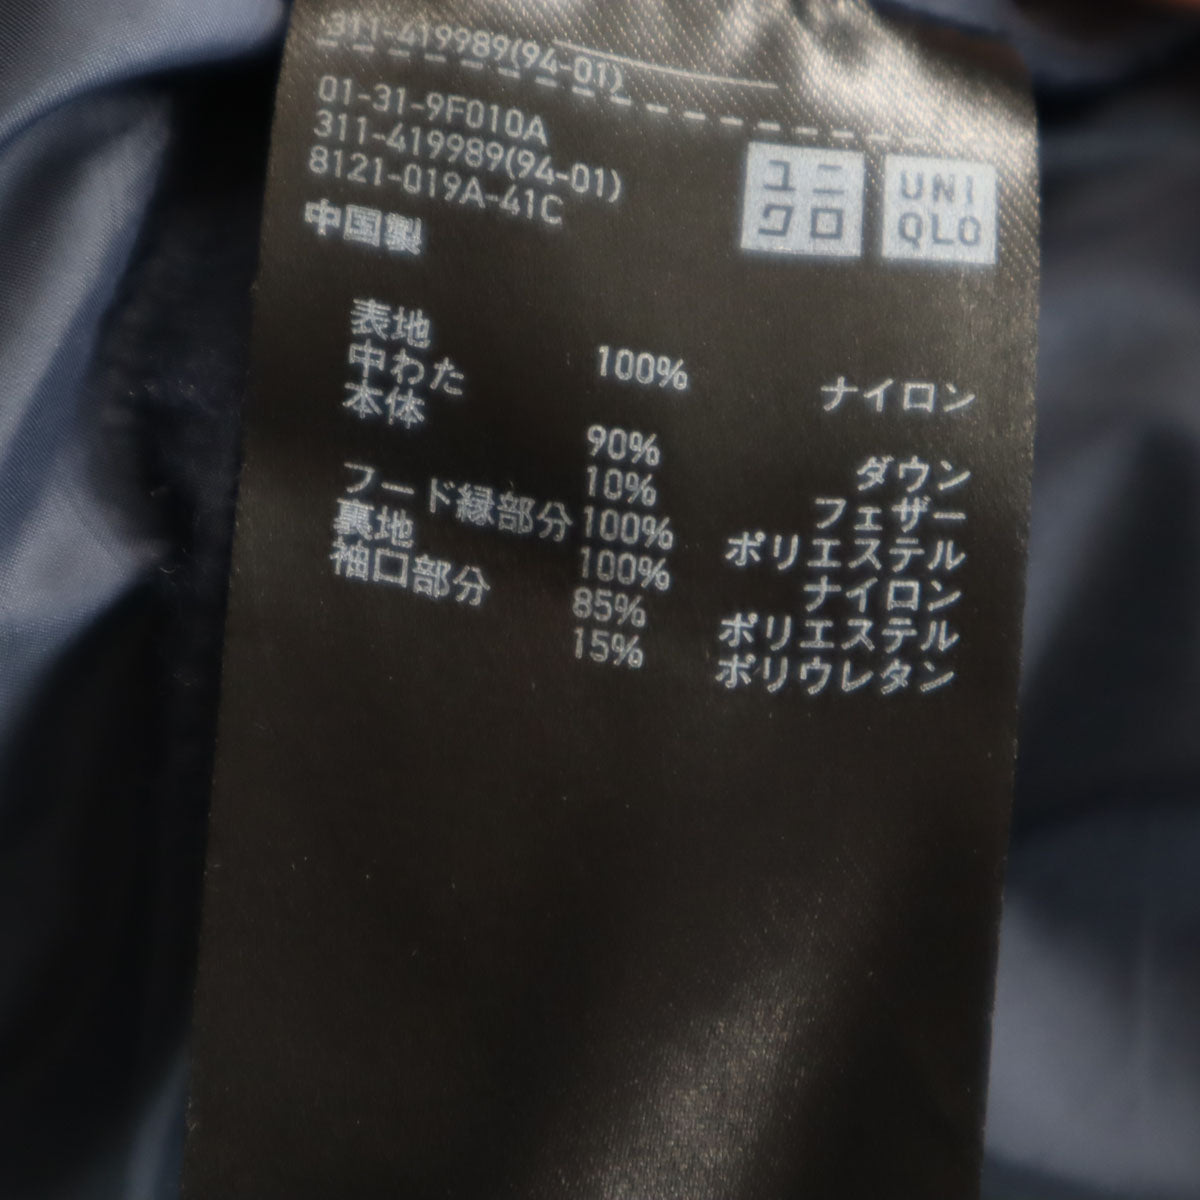 311-419989(94-01)
01-31-9F010A
311-419989(94-01)
8121-019A-41C
中国製
ユニ
クロ
UNI
QLO
表地 100% ナイロン
中わた
本体 90% ダウン
10% フェザー
フード縁部分 100% ポリエステル
裏地 100% ナイロン
袖口部分 85% ポリエステル
15% ポリウレタン